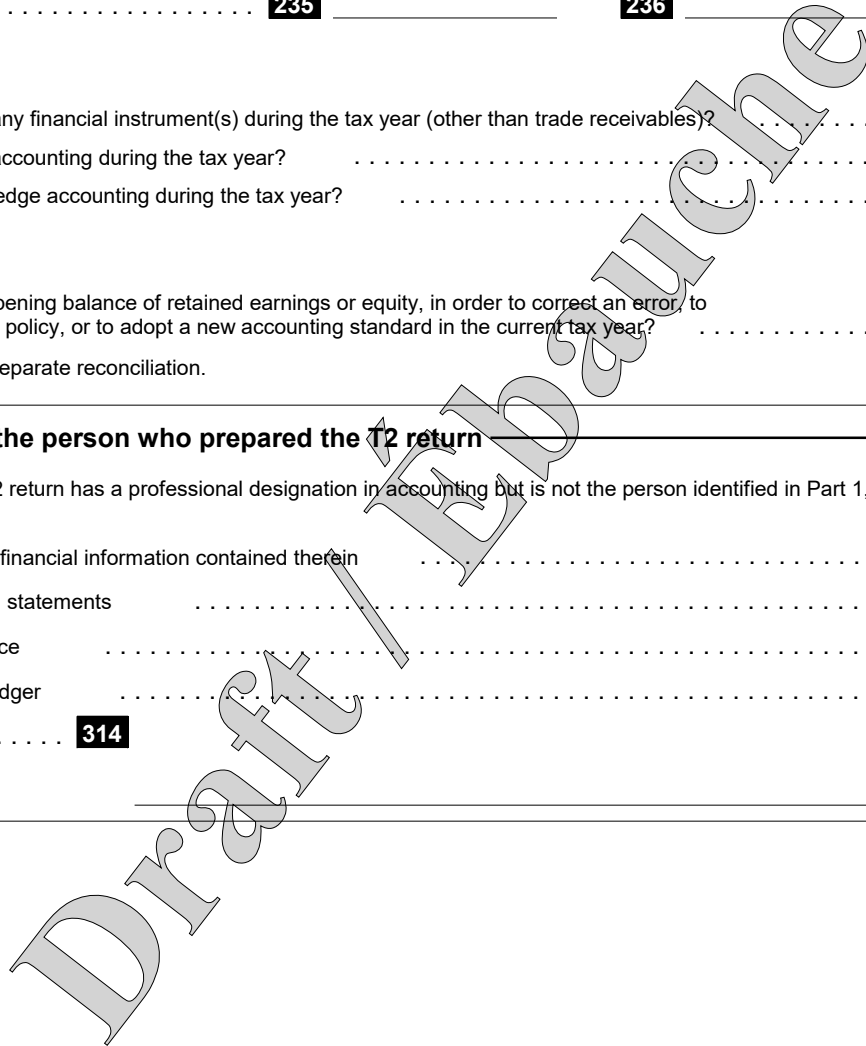 235 236
any financial instrument(s) during the tax year (other than trade receivables)?
accounting during the tax year?
edge accounting during the tax year?
pening balance of retained earnings or equity, in order to correct an error, to
policy, or to adopt a new accounting standard in the current tax year?
eparate reconciliation.
the person who prepared the T2 return
2 return has a professional designation in accounting but is not the person identified in Part 1,
financial information contained therein
statements
ce
dger
314
Draft / Ébauche